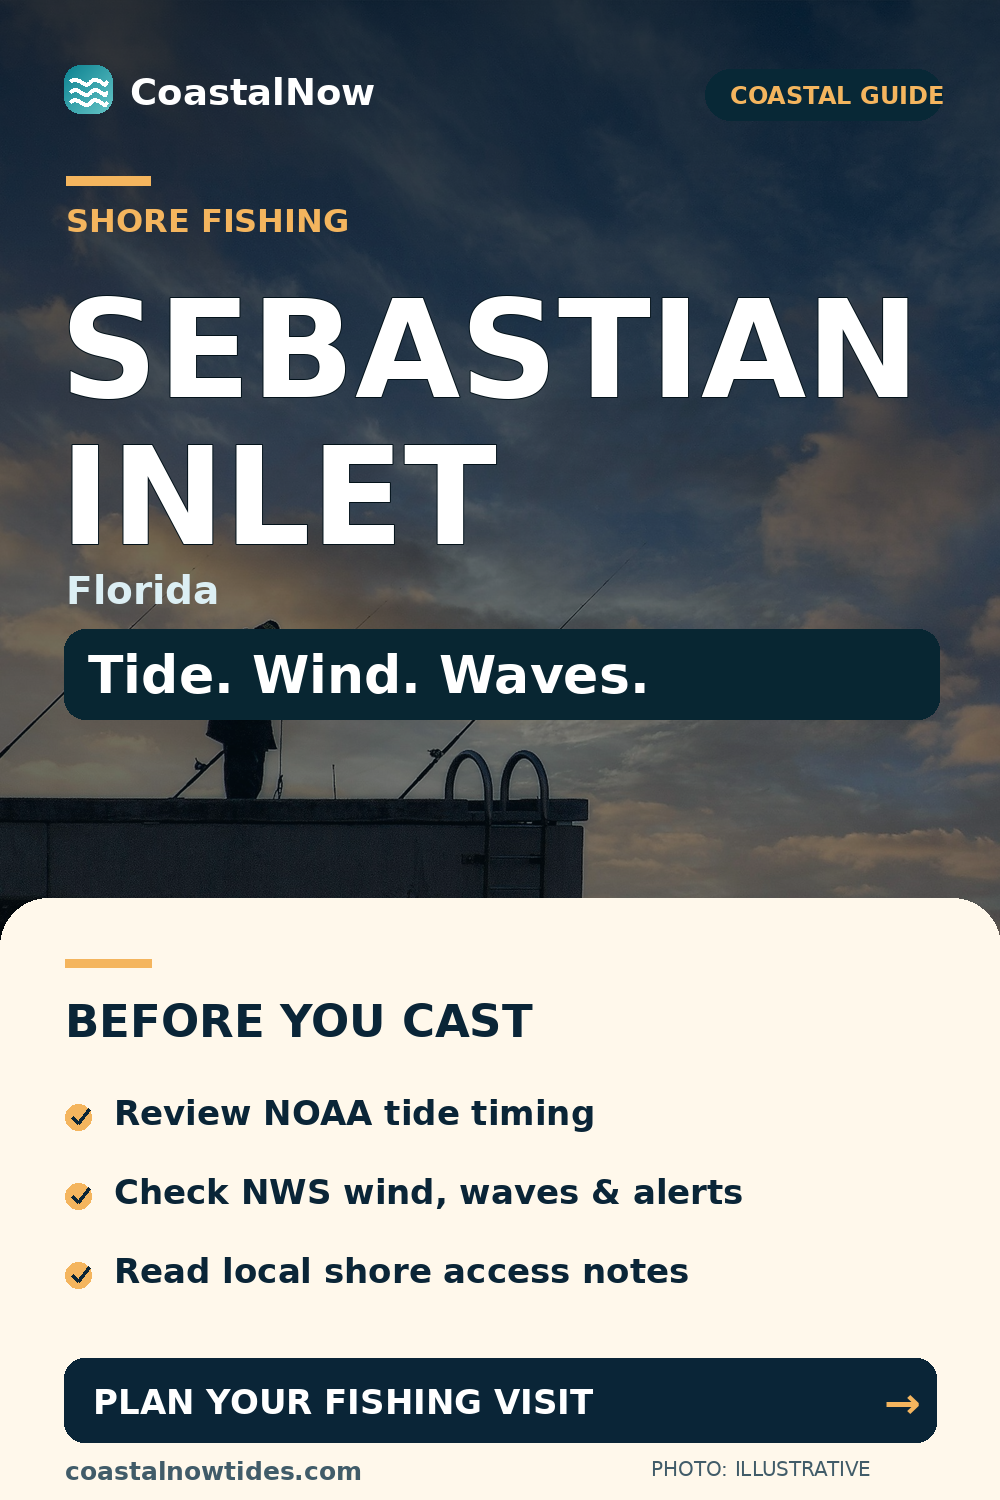 CoastalNow
COASTAL GUIDE
SHORE FISHING
SEBASTIAN
INLET
Florida
Tide. Wind. Waves.
BEFORE YOU CAST
Review NOAA tide timing
Check NWS wind, waves & alerts
Read local shore access notes
PLAN YOUR FISHING VISIT →
coastalnowtides.com
PHOTO: ILLUSTRATIVE